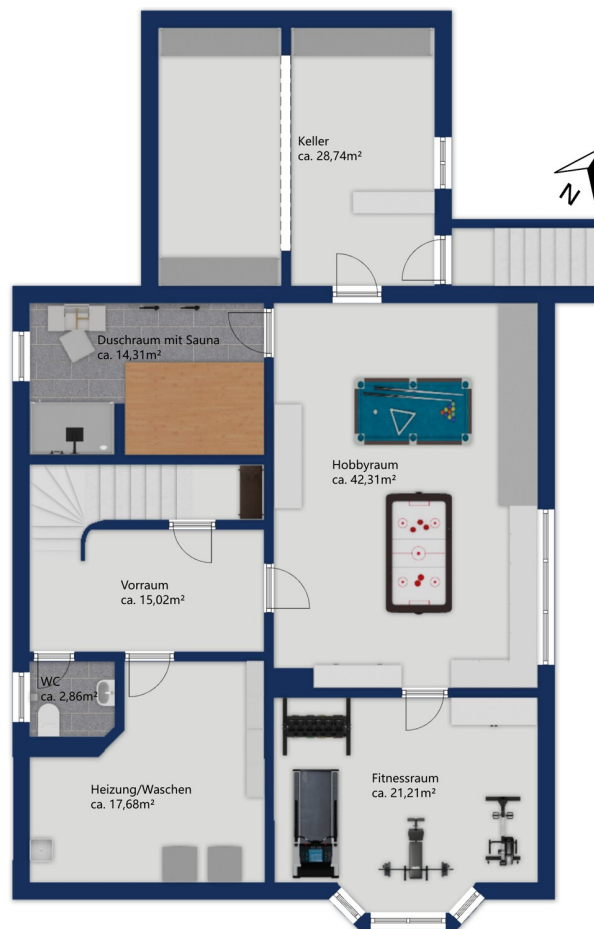 Keller
ca. 28,74m²
N
Duschraum mit Sauna
ca. 14,31m²
Hobbyraum
ca. 42,31m²
Vorraum
ca. 15,02m²
WC
ca. 2,86m²
Heizung/Waschen
ca. 17,68m²
Fitnessraum
ca. 21,21m²